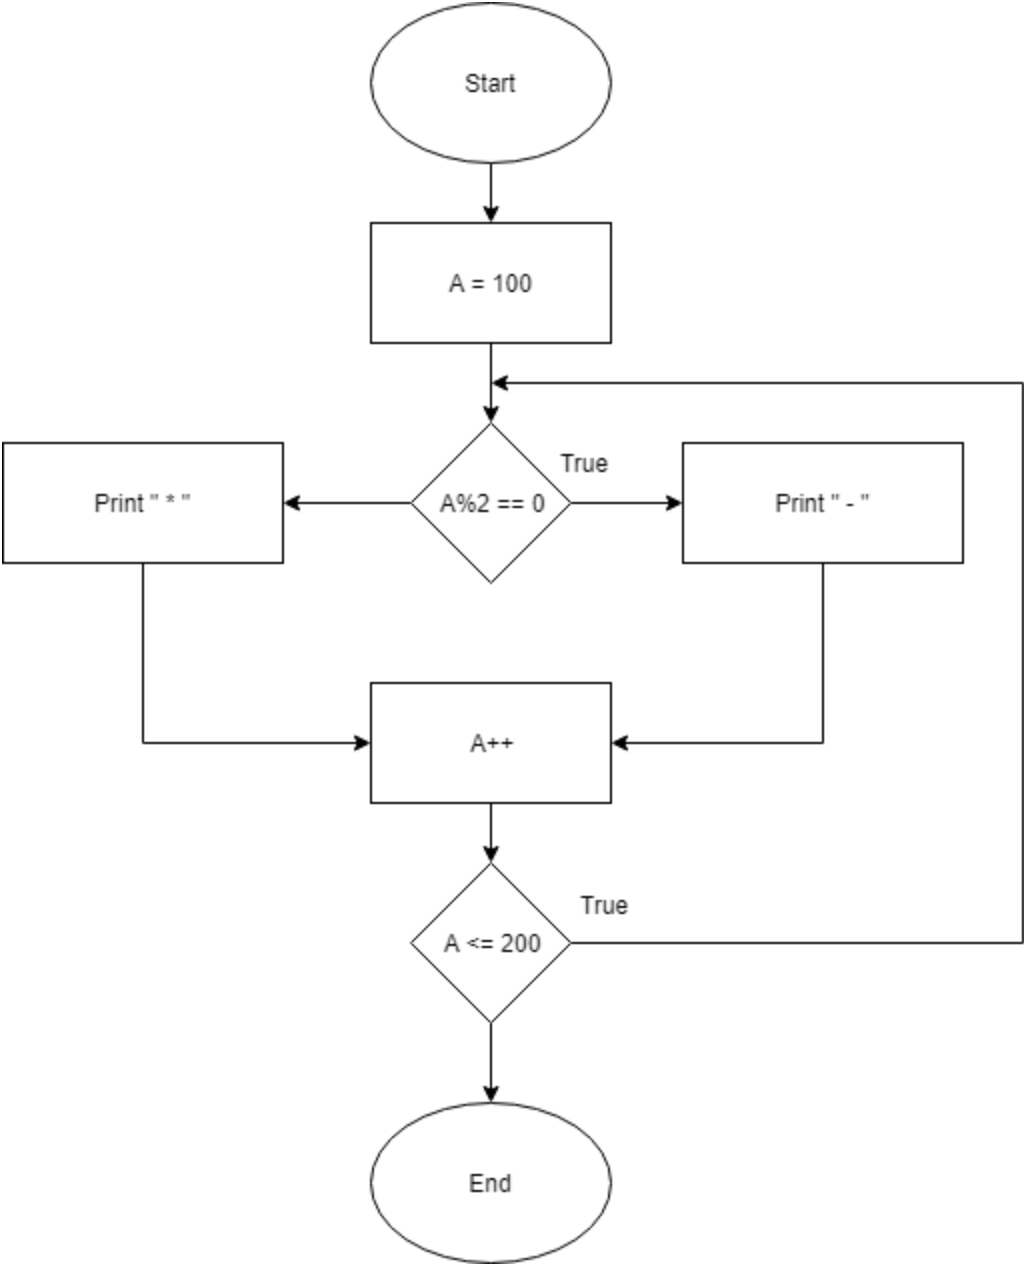 Start
A = 100
True
Print " * "
A%2 == 0
Print " - "
A++
True
A <= 200
End